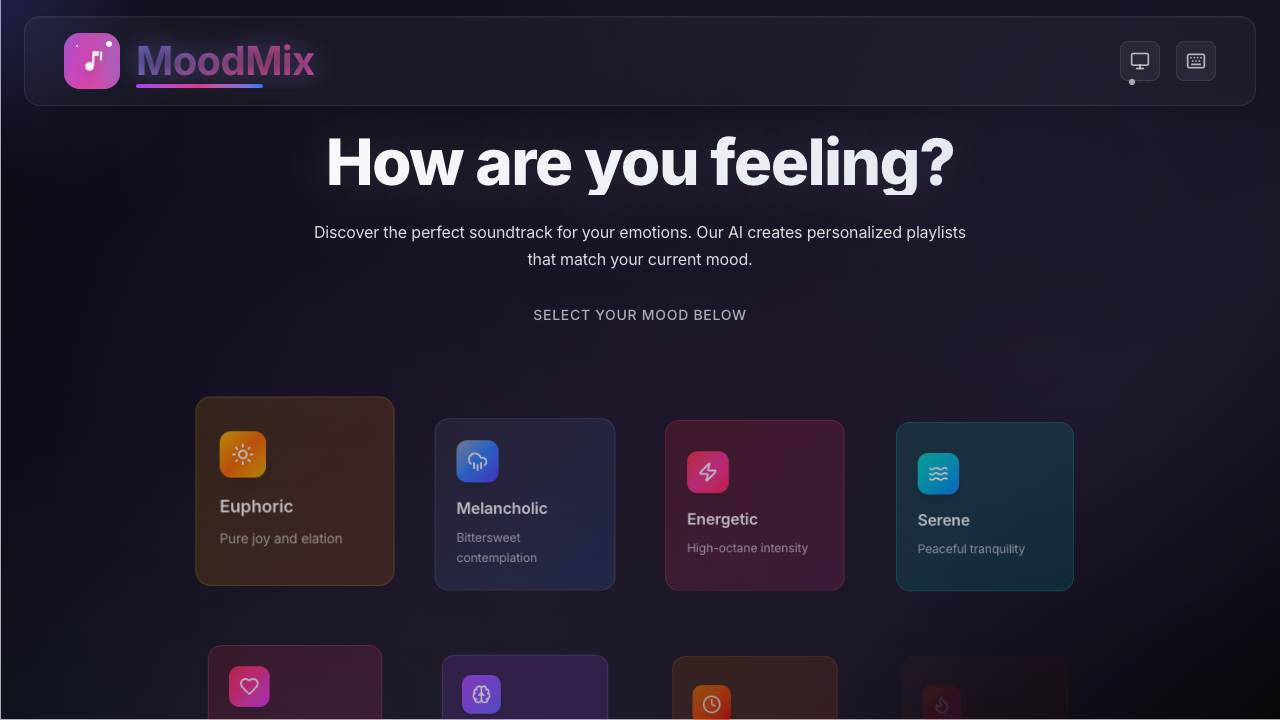 MoodMix
How are you feeling?
Discover the perfect soundtrack for your emotions. Our AI creates personalized playlists
that match your current mood.
SELECT YOUR MOOD BELOW
Euphoric
Pure joy and elation
Melancholic
Bittersweet
contemplation
Energetic
High-octane intensity
Serene
Peaceful tranquility